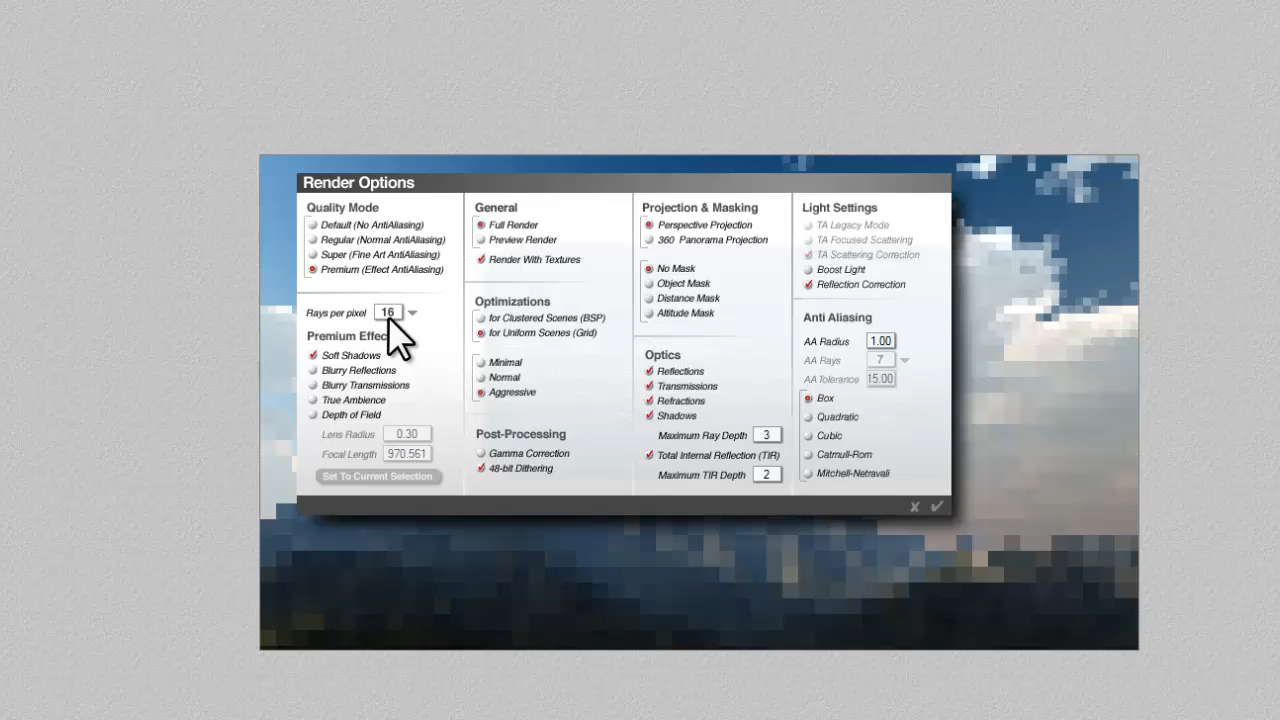 Render Options
Quality Mode
Default (No AntiAliasing)
Regular (Normal AntiAliasing)
Super (Fine Art AntiAliasing)
Premium (Effect AntiAliasing)
Rays per pixel 16
Premium Effec
Soft Shadows
Blurry Reflections
Blurry Transmissions
True Ambience
Depth of Field
Lens Radius 0.30
Focal Length 970.561
Set To Current Selection
General
Full Render
Preview Render
Render With Textures
Optimizations
for Clustered Scenes (BSP)
for Uniform Scenes (Grid)
Minimal
Normal
Aggressive
Post-Processing
Gamma Correction
48-bit Dithering
Projection & Masking
Perspective Projection
360 Panorama Projection
No Mask
Object Mask
Distance Mask
Altitude Mask
Optics
Reflections
Transmissions
Refractions
Shadows
Maximum Ray Depth 3
Total Internal Reflection (TIR)
Maximum TIR Depth 2
Light Settings
TA Legacy Mode
TA Focused Scattering
TA Scattering Correction
Boost Light
Reflection Correction
Anti Aliasing
AA Radius 1.00
AA Rays 7
AA Tolerance 15.00
Box
Quadratic
Cubic
Catmull-Rom
Mitchell-Netravali